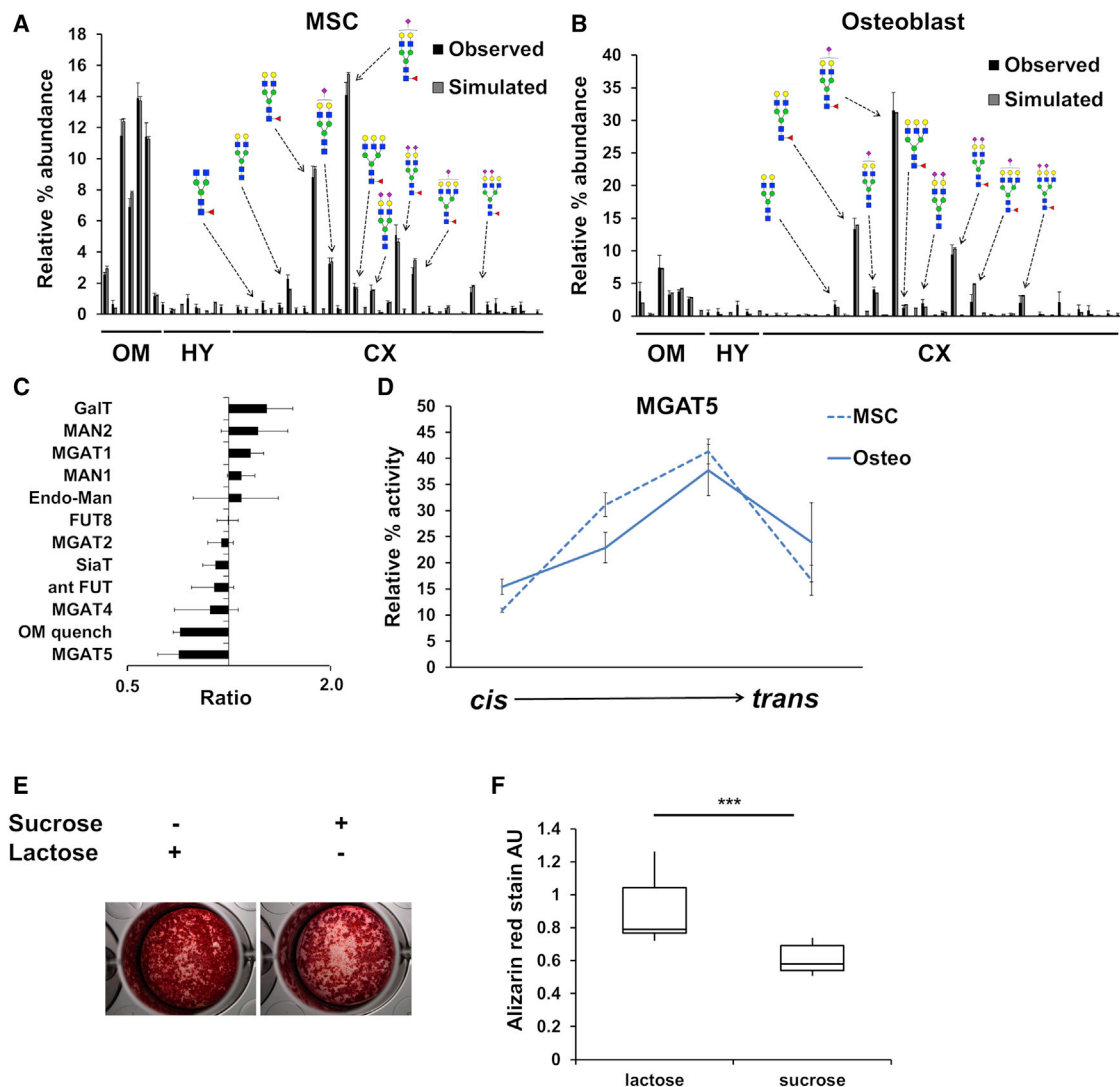 A
MSC
Observed
Simulated
Relative % abundance
18
16
14
12
10
8
6
4
2
0
OM
HY
CX
B
Osteoblast
Observed
Simulated
Relative % abundance
40
35
30
25
20
15
10
5
0
OM
HY
CX
C
GalT
MAN2
MGAT1
MAN1
Endo-Man
FUT8
MGAT2
SiaT
ant FUT
MGAT4
OM quench
MGAT5
0.5
2.0
Ratio
D
MGAT5
MSC
Osteo
Relative % activity
50
45
40
35
30
25
20
15
10
5
0
cis
trans
E
Sucrose - +
Lactose + -
F
***
Alizarin red stain AU
1.4
1.2
1
0.8
0.6
0.4
0.2
0
lactose
sucrose